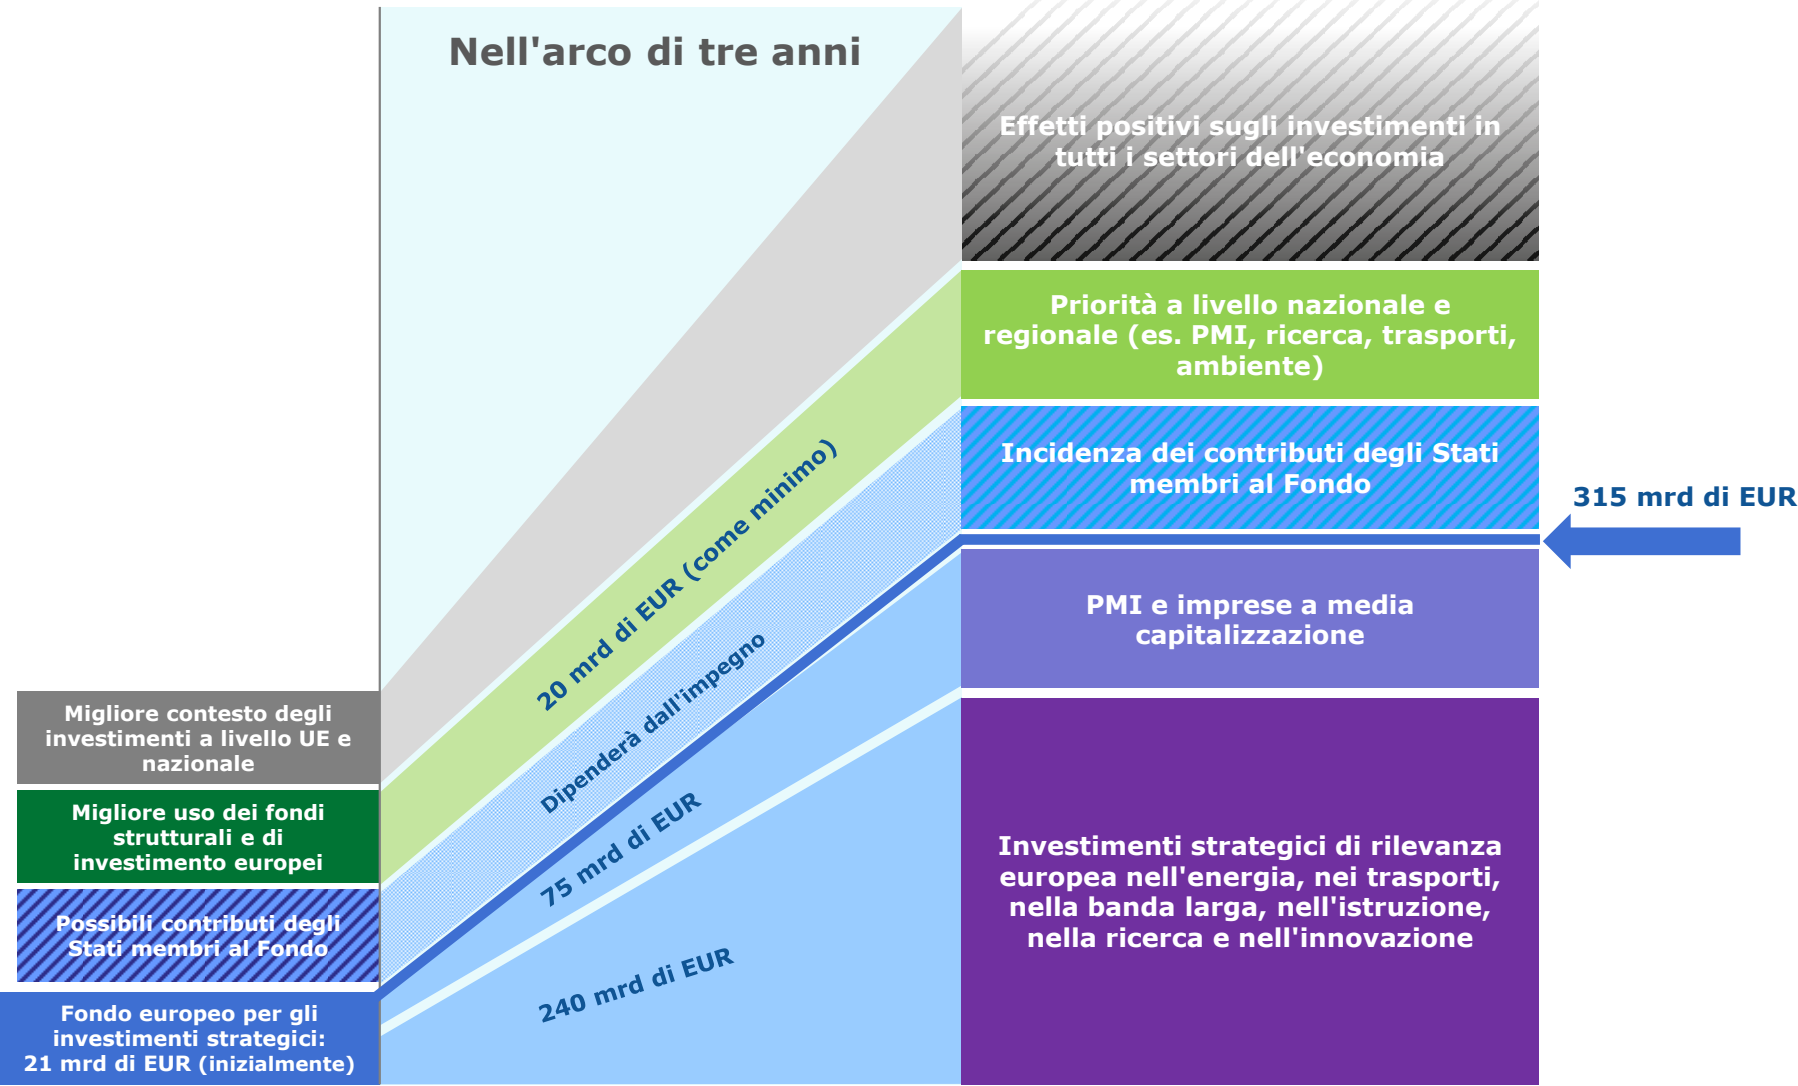 Nell'arco di tre anni
Effetti positivi sugli investimenti in
tutti i settori dell'economia
Priorità a livello nazionale e
regionale (es. PMI, ricerca, trasporti,
ambiente)
Incidenza dei contributi degli Stati
membri al Fondo
315 mrd di EUR
PMI e imprese a media
capitalizzazione
Investimenti strategici di rilevanza
europea nell'energia, nei trasporti,
nella banda larga, nell'istruzione,
nella ricerca e nell'innovazione
20 mrd di EUR (come minimo)
Dipenderà dall'impegno
75 mrd di EUR
240 mrd di EUR
Migliore contesto degli
investimenti a livello UE e
nazionale
Migliore uso dei fondi
strutturali e di
investimento europei
Possibili contributi degli
Stati membri al Fondo
Fondo europeo per gli
investimenti strategici:
21 mrd di EUR (inizialmente)